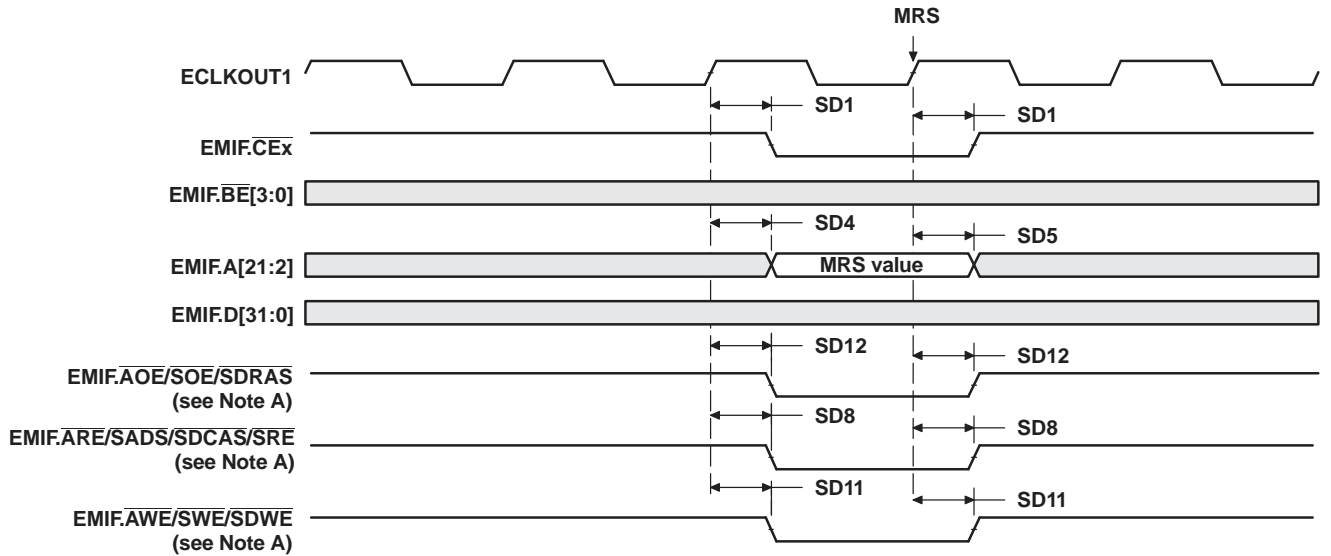 MRS
ECLKOUT1
SD1
SD1
EMIF.CEx
EMIF.BE[3:0]
SD4
SD5
EMIF.A[21:2]
MRS value
EMIF.D[31:0]
SD12
SD12
EMIF.AOE/SOE/SDRAS
(see Note A)
SD8
SD8
EMIF.ARE/SADS/SDCAS/SRE
(see Note A)
SD11
SD11
EMIF.AWE/SWE/SDWE
(see Note A)